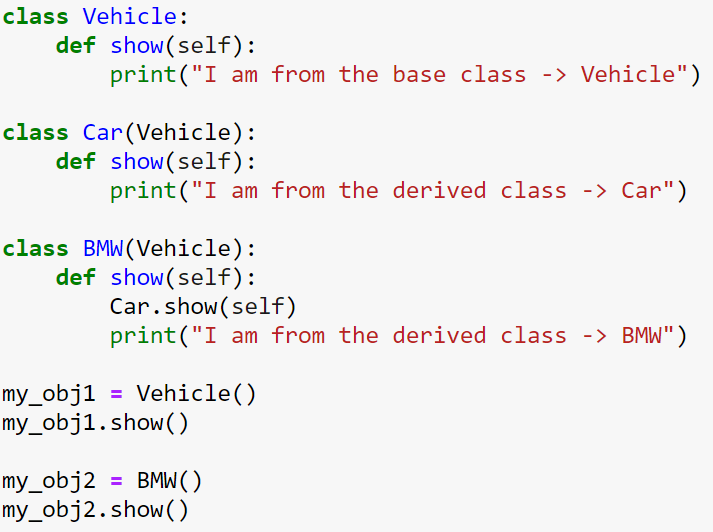 class Vehicle:
    def show(self):
        print("I am from the base class -> Vehicle")

class Car(Vehicle):
    def show(self):
        print("I am from the derived class -> Car")

class BMW(Vehicle):
    def show(self):
        Car.show(self)
        print("I am from the derived class -> BMW")

my_obj1 = Vehicle()
my_obj1.show()

my_obj2 = BMW()
my_obj2.show()